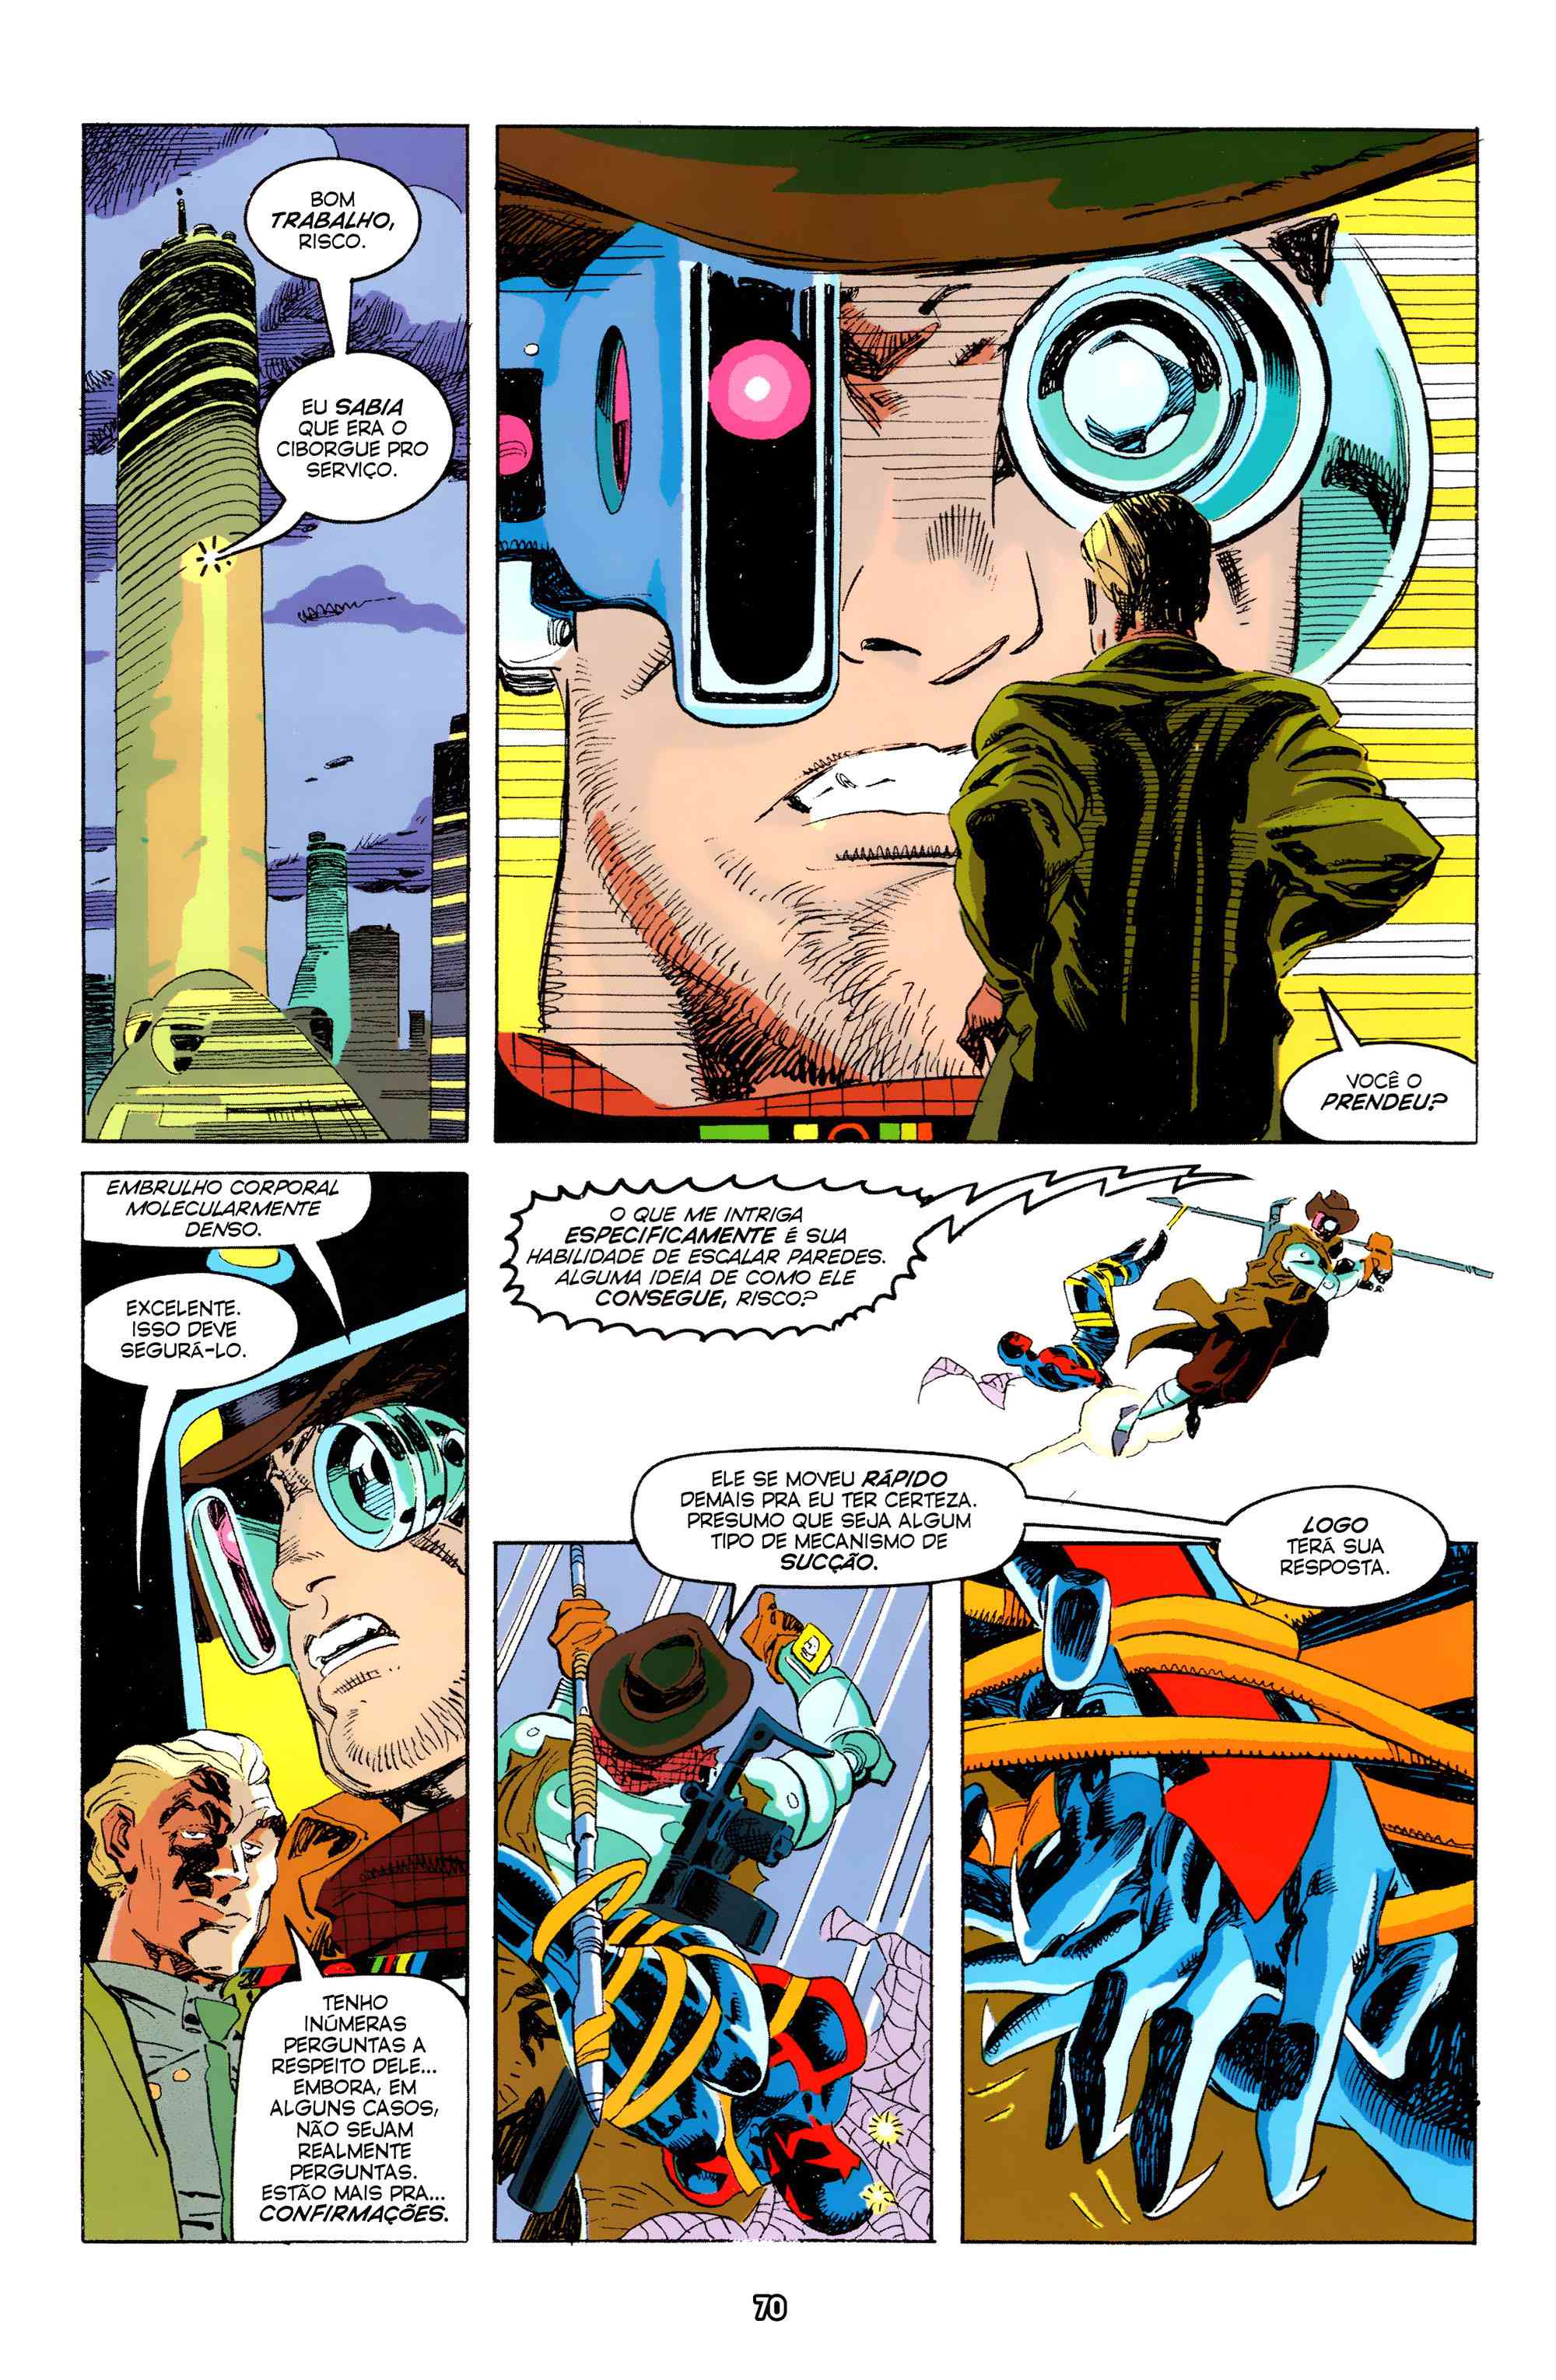 BOM
TRABALHO,
RISCO.
EU SABIA
QUE ERA O
CIBORGUE PRO
SERVIÇO.
VOCÊ O
PRENDEU?
EMBRULHO CORPORAL
MOLECULARMENTE
DENSO.
EXCELENTE.
ISSO DEVE
SEGURÁ-LO.
TENHO
INÚMERAS
PERGUNTAS A
RESPEITO DELE...
EMBORA, EM
ALGUNS CASOS,
NÃO SEJAM
REALMENTE
PERGUNTAS.
ESTÃO MAIS PRA...
CONFIRMAÇÕES.
O QUE ME INTRIGA
ESPECIFICAMENTE É SUA
HABILIDADE DE ESCALAR PAREDES.
ALGUMA IDEIA DE COMO ELE
CONSEGUE, RISCO?
ELE SE MOVEU RÁPIDO
DEMAIS PRA EU TER CERTEZA.
PRESUMO QUE SEJA ALGUM
TIPO DE MECANISMO DE
SUCÇÃO.
LOGO
TERÁ SUA
RESPOSTA.
70